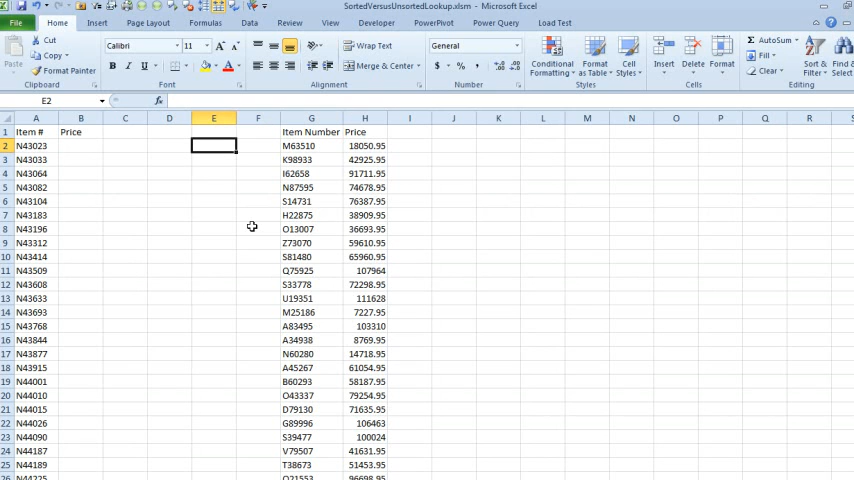 SortedVersusUnsortedLookup.xlsm - Microsoft Excel
File Home Insert Page Layout Formulas Data Review View Developer PowerPivot Load Test
Cut
Copy
Format Painter
Paste
Clipboard
Calibri 11
B I U
Font
Wrap Text
Merge & Center
Alignment
General
$ % ,
Number
Conditional Formatting
Format as Table
Cell Styles
Styles
Insert Delete Format
Cells
AutoSum
Fill
Clear
Sort & Filter
Find & Select
Editing
E2 fx
A B C D E F G H I J K L M N O P Q R S
1 Item # Price Item Number Price
2 N43023 M63510 18050.95
3 N43033 K98933 42925.95
4 N43064 I62658 91711.95
5 N43082 N87595 74678.95
6 N43104 S14731 76387.95
7 N43183 H22875 38909.95
8 N43196 O13007 36693.95
9 N43312 Z73070 59610.95
10 N43414 S81480 65960.95
11 N43509 Q75925 107964
12 N43608 S33778 72298.95
13 N43633 U19351 111628
14 N43693 M25186 7227.95
15 N43768 A83495 103310
16 N43844 A34938 8769.95
17 N43877 N60280 14718.95
18 N43915 A45267 61054.95
19 N44001 B60293 58187.95
20 N44010 O43337 79254.95
21 N44015 D79130 71635.95
22 N44026 G89996 106463
23 N44090 S39477 100024
24 N44187 V79507 41631.95
25 N44189 T38673 51453.95
26 N44225 O21553 96698.95